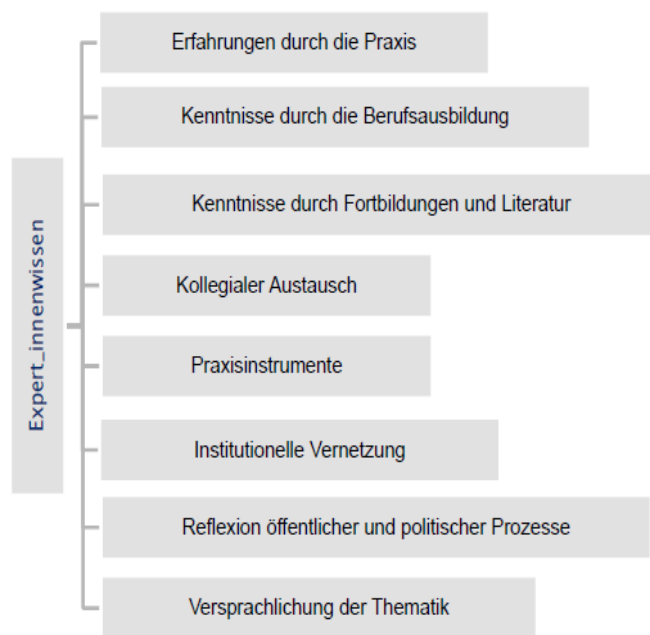 Expert_innenwissen
Erfahrungen durch die Praxis
Kenntnisse durch die Berufsausbildung
Kenntnisse durch Fortbildungen und Literatur
Kollegialer Austausch
Praxisinstrumente
Institutionelle Vernetzung
Reflexion öffentlicher und politischer Prozesse
Versprachlichung der Thematik